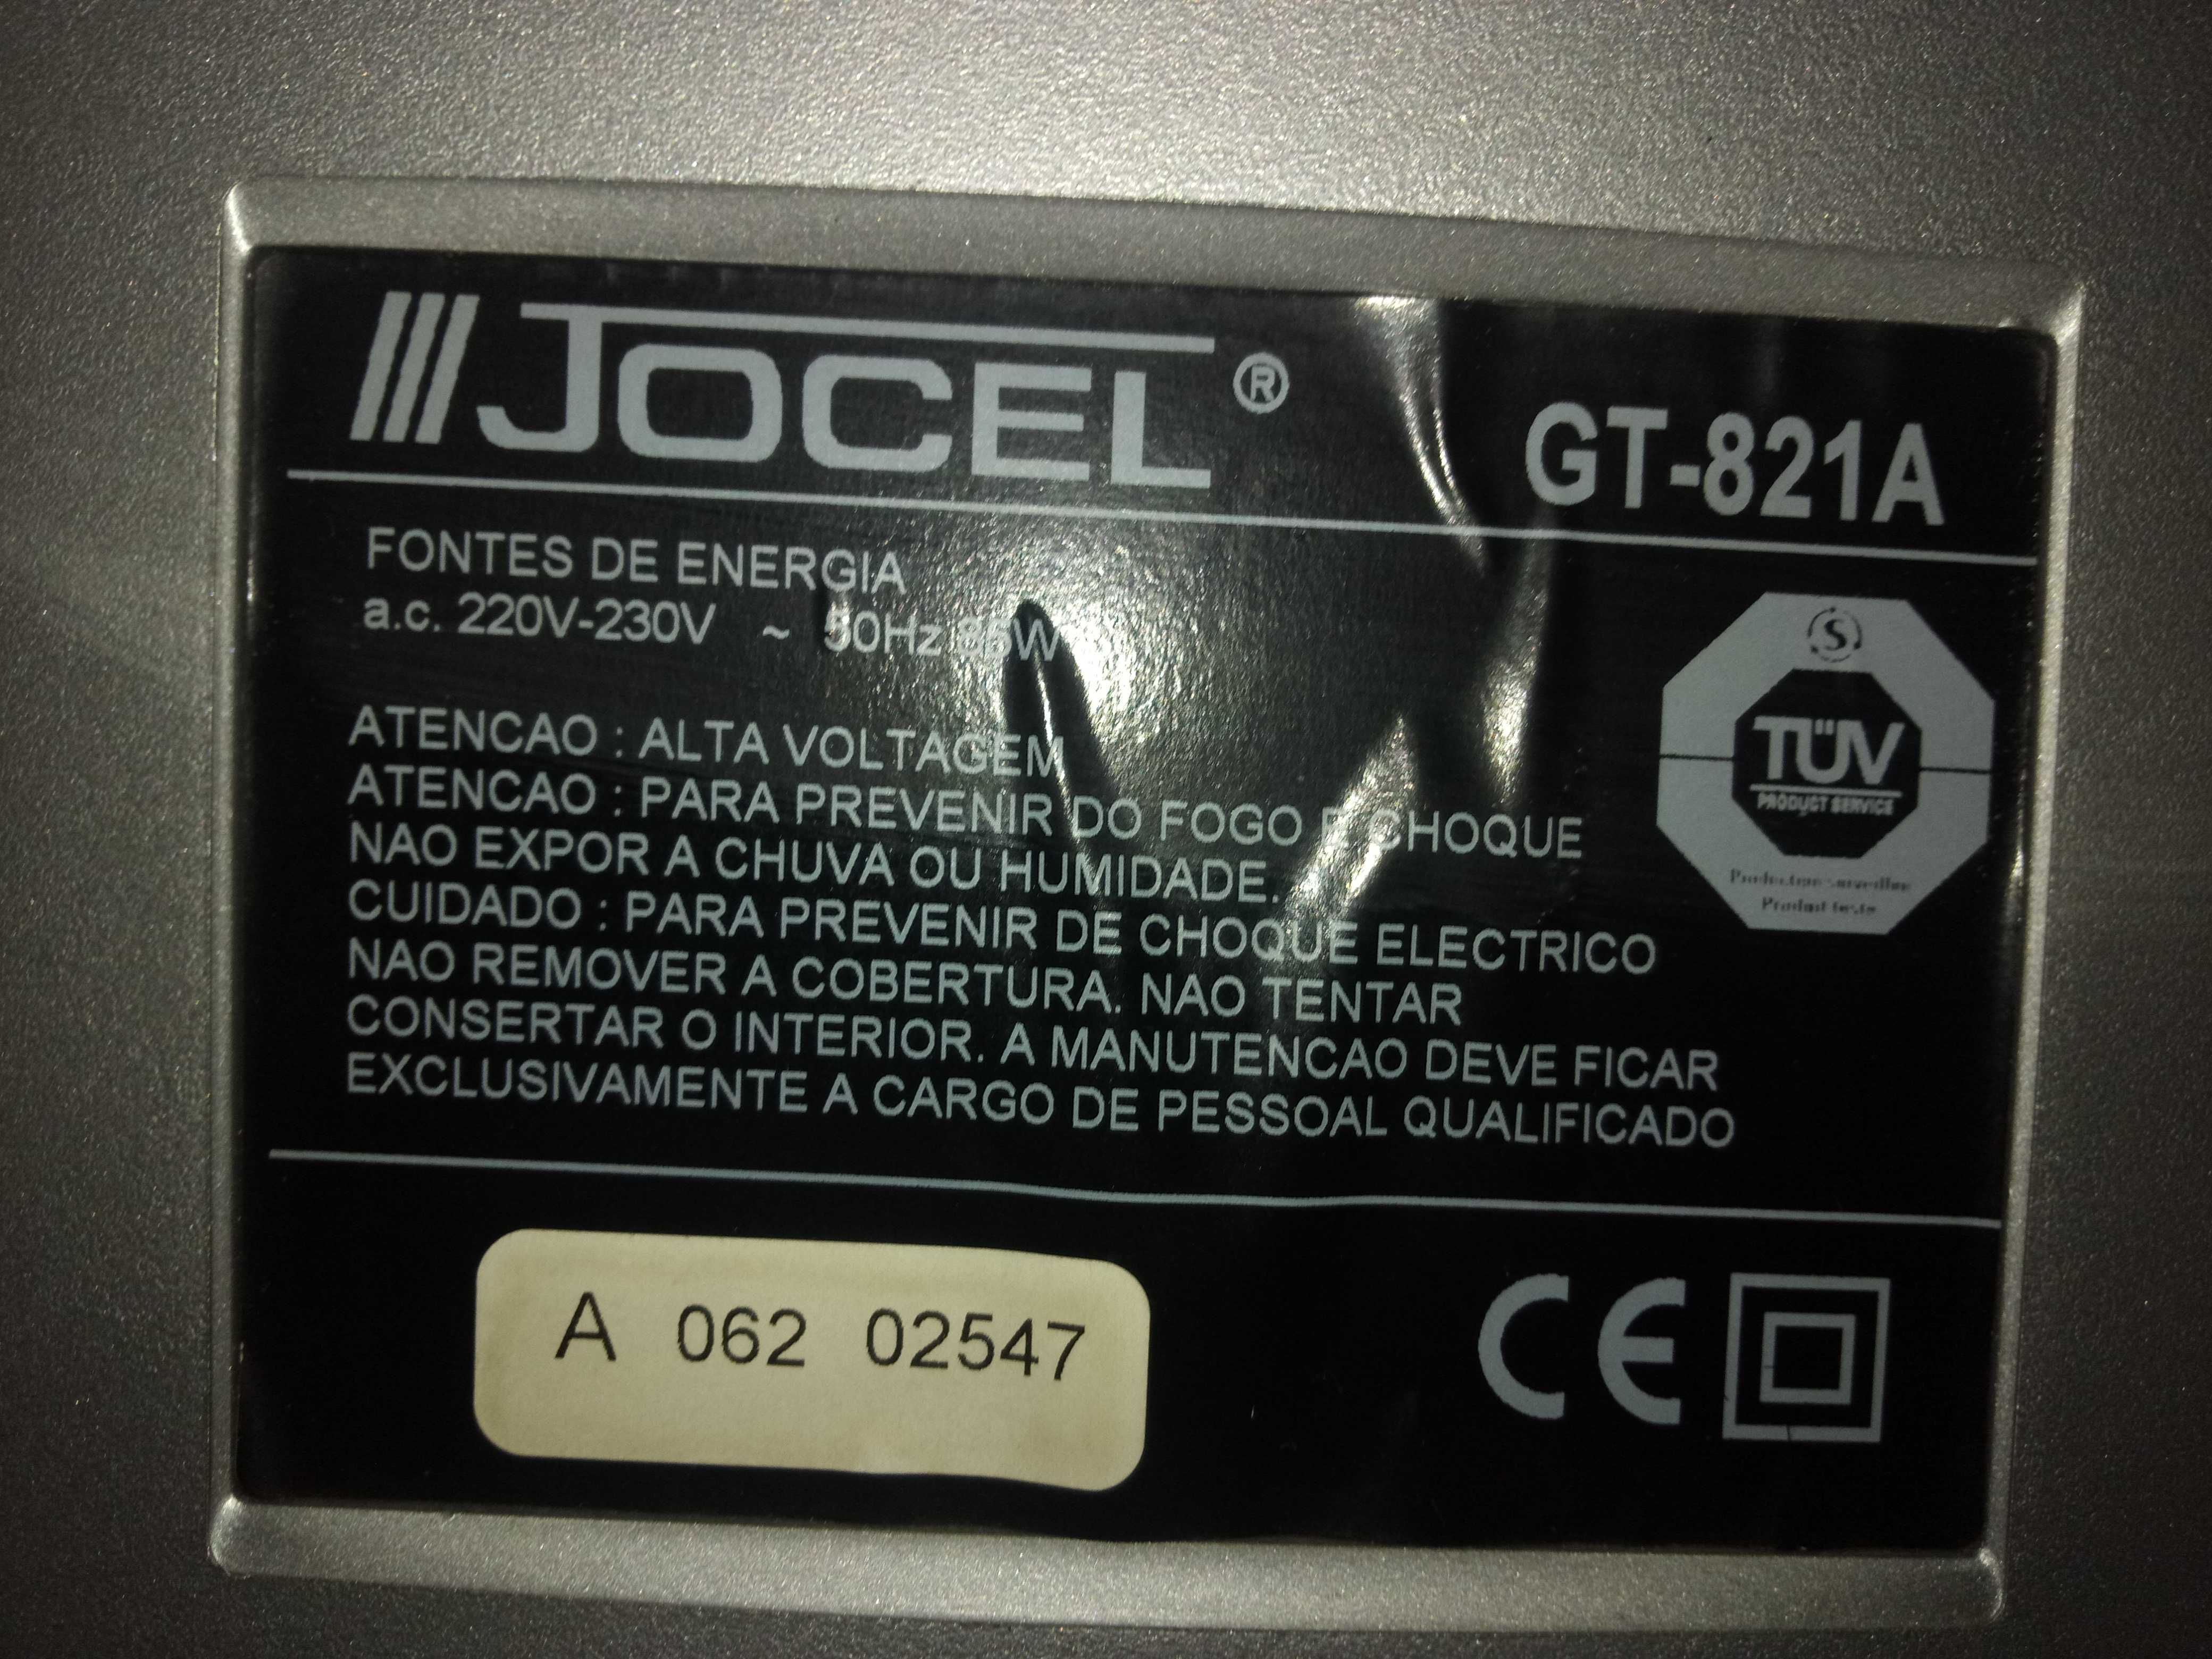 JOCEL ®
GT-821A
FONTES DE ENERGIA
a.c. 220V-230V ~ 50Hz 85W
ATENCAO : ALTA VOLTAGEM
ATENCAO : PARA PREVENIR DO FOGO E CHOQUE
NAO EXPOR A CHUVA OU HUMIDADE.
CUIDADO : PARA PREVENIR DE CHOQUE ELECTRICO
NAO REMOVER A COBERTURA. NAO TENTAR
CONSERTAR O INTERIOR. A MANUTENCAO DEVE FICAR
EXCLUSIVAMENTE A CARGO DE PESSOAL QUALIFICADO
S
TÜV
PRODUCT SERVICE
A 062 02547
CE